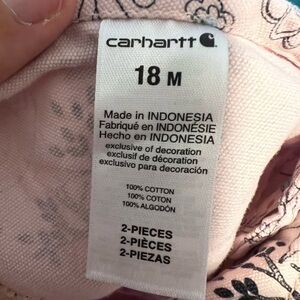 carhartt
18 M
Made in INDONESIA
Fabriqué en INDONÉSIE
Hecho en INDONESIA
exclusive of decoration
exclusif de décoration
exclusivo para decoración
100% COTTON
100% COTON
100% ALGODÓN
2-PIECES
2-PIÈCES
2-PIEZAS